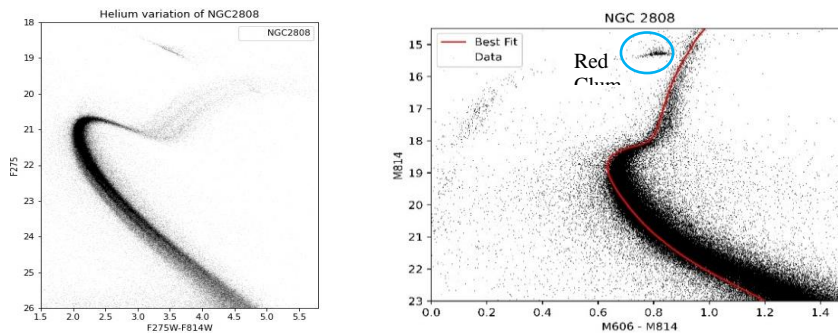 Helium variation of NGC2808
NGC2808
18
19
20
21
22
23
24
25
26
F275
1.5 2.0 2.5 3.0 3.5 4.0 4.5 5.0 5.5
F275W-F814W
NGC 2808
Best Fit
Data
Red
Clum
15
16
17
18
19
20
21
22
23
M814
0.0 0.2 0.4 0.6 0.8 1.0 1.2 1.4
M606 - M814